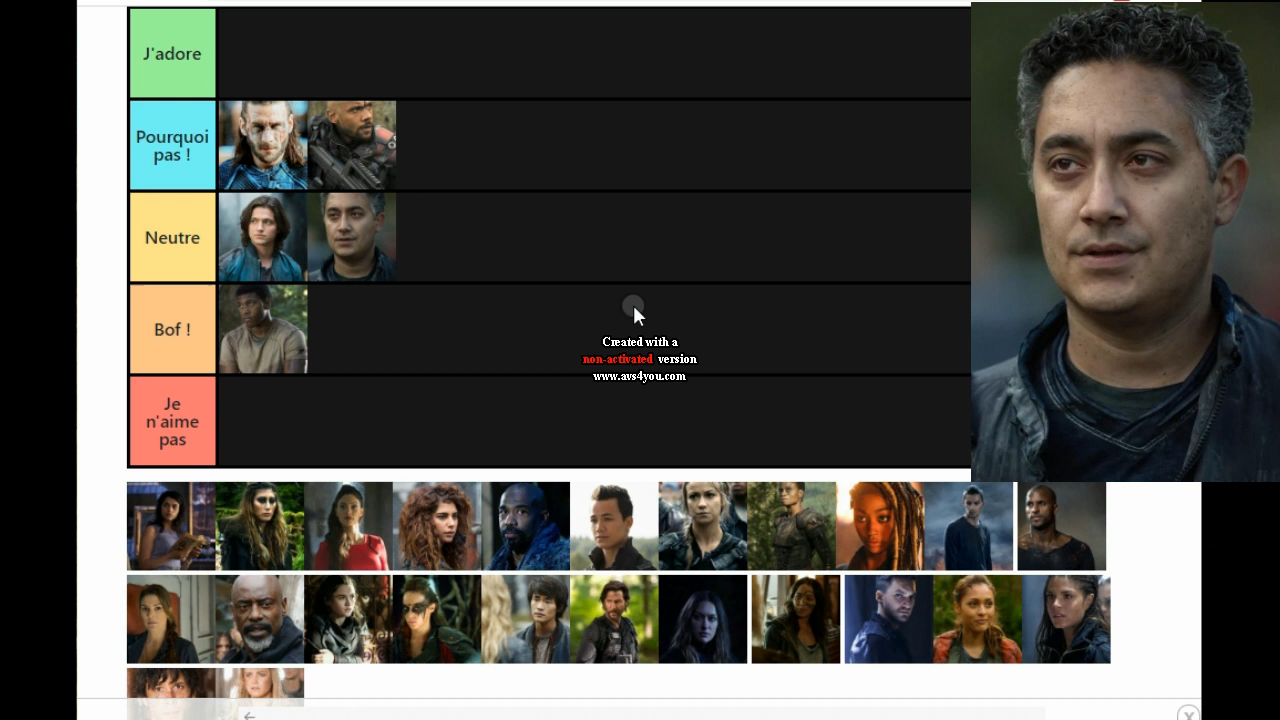 J'adore
Pourquoi
pas !
Neutre
Bof !
Je
n'aime
pas
Created with a
non-activated version
www.avs4you.com